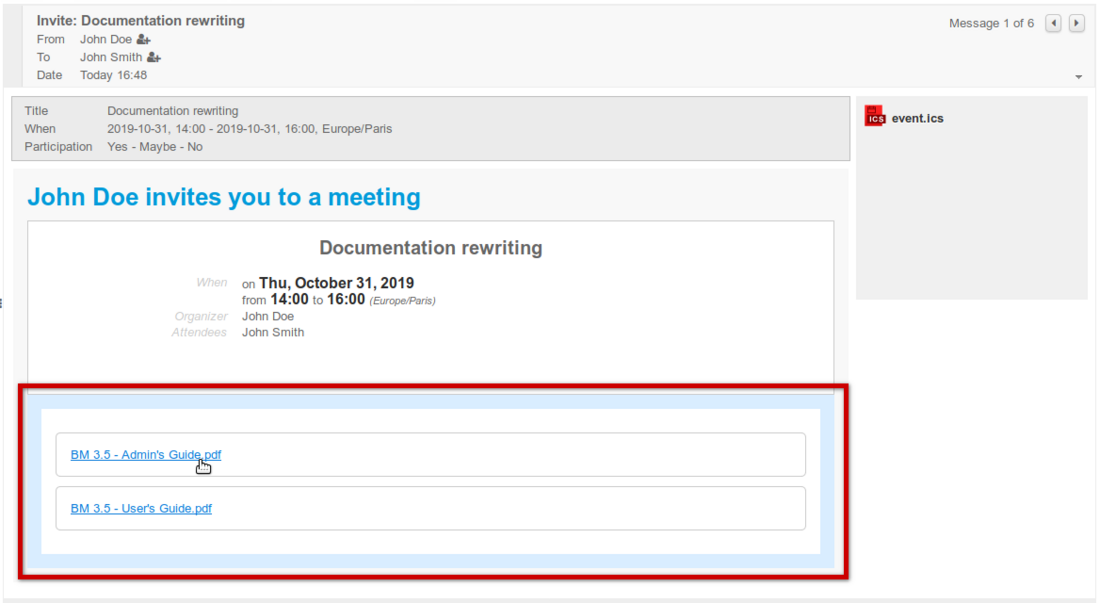 Invite: Documentation rewriting
Message 1 of 6
From John Doe
To John Smith
Date Today 16:48
Title Documentation rewriting
When 2019-10-31, 14:00 - 2019-10-31, 16:00, Europe/Paris
Participation Yes - Maybe - No
ICS event.ics
John Doe invites you to a meeting
Documentation rewriting
When on Thu, October 31, 2019
from 14:00 to 16:00 (Europe/Paris)
Organizer John Doe
Attendees John Smith
BM 3.5 - Admin's Guide.pdf
BM 3.5 - User's Guide.pdf